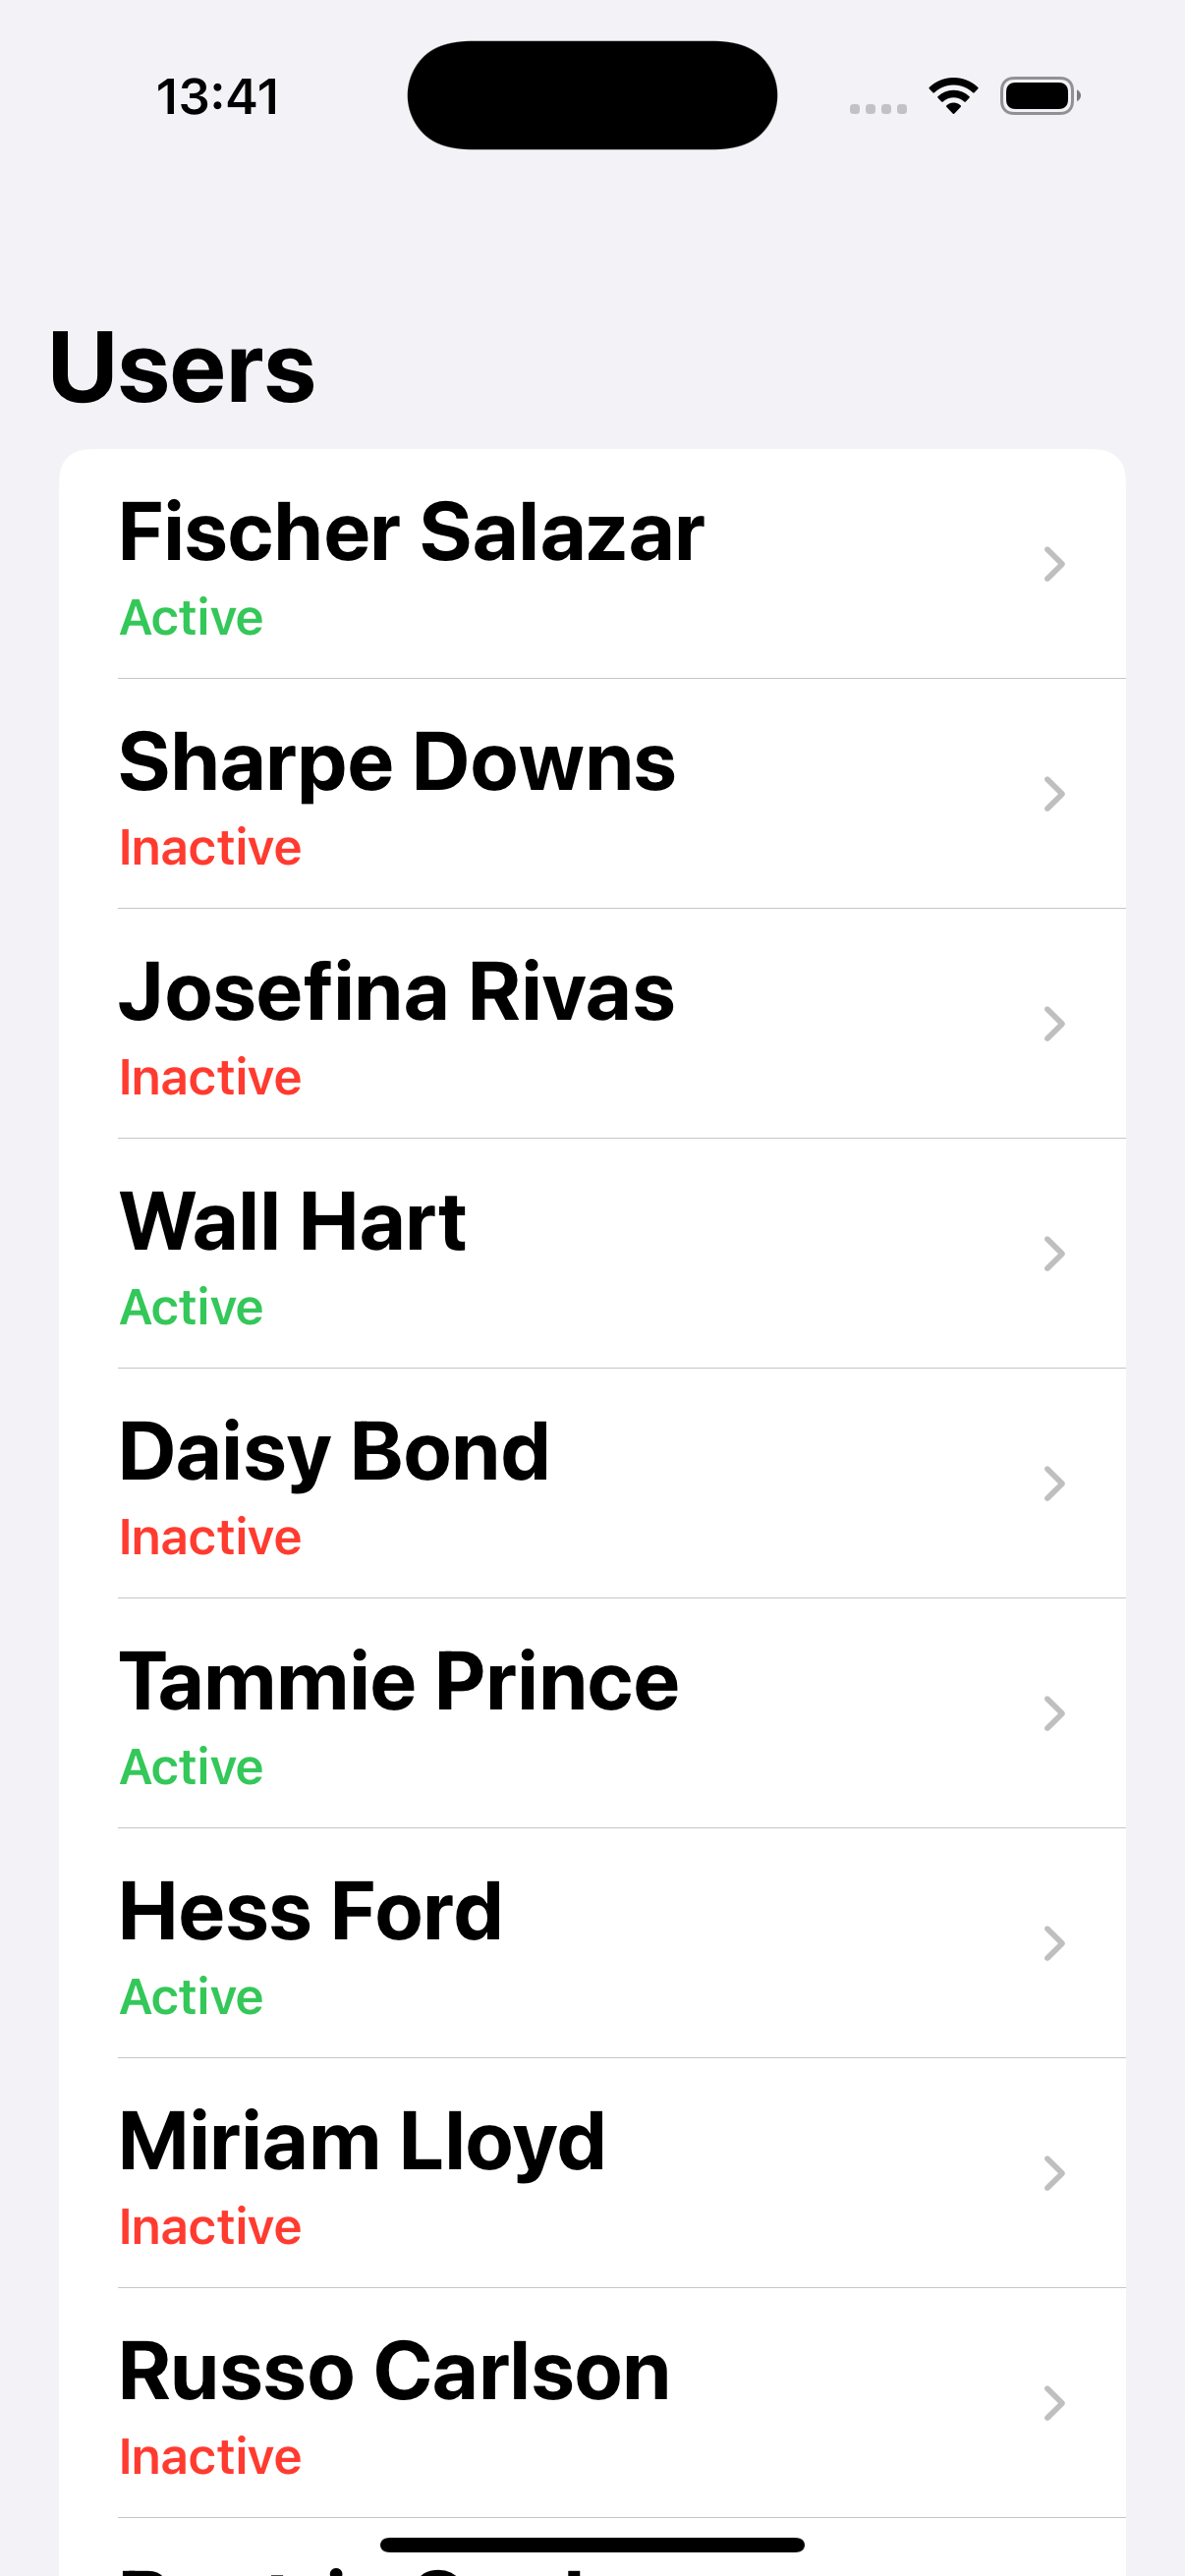 13:41
Users
Fischer Salazar
Active
Sharpe Downs
Inactive
Josefina Rivas
Inactive
Wall Hart
Active
Daisy Bond
Inactive
Tammie Prince
Active
Hess Ford
Active
Miriam Lloyd
Inactive
Russo Carlson
Inactive